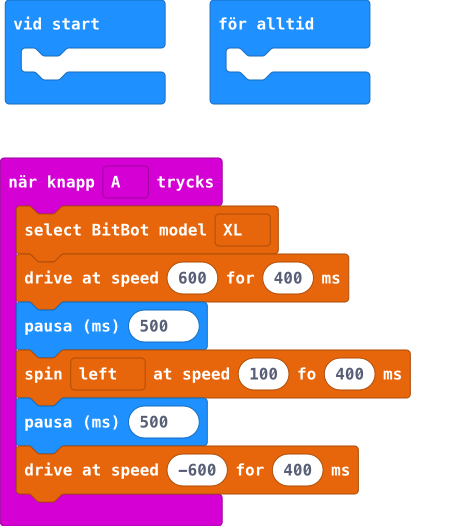 vid start
för alltid
när knapp A trycks
select BitBot model XL
drive at speed 600 for 400 ms
pausa (ms) 500
spin left at speed 100 fo 400 ms
pausa (ms) 500
drive at speed −600 for 400 ms